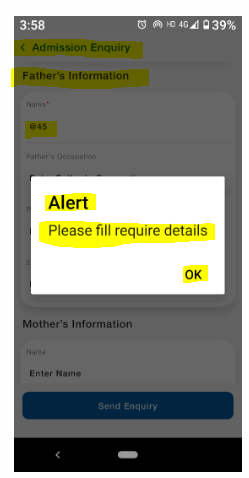 3:58 HD 4G 39%
< Admission Enquiry
Father's Information
Name*
@45
Father's Occupation
Alert
Please fill require details
OK
Mother's Information
Name
Enter Name
Send Enquiry